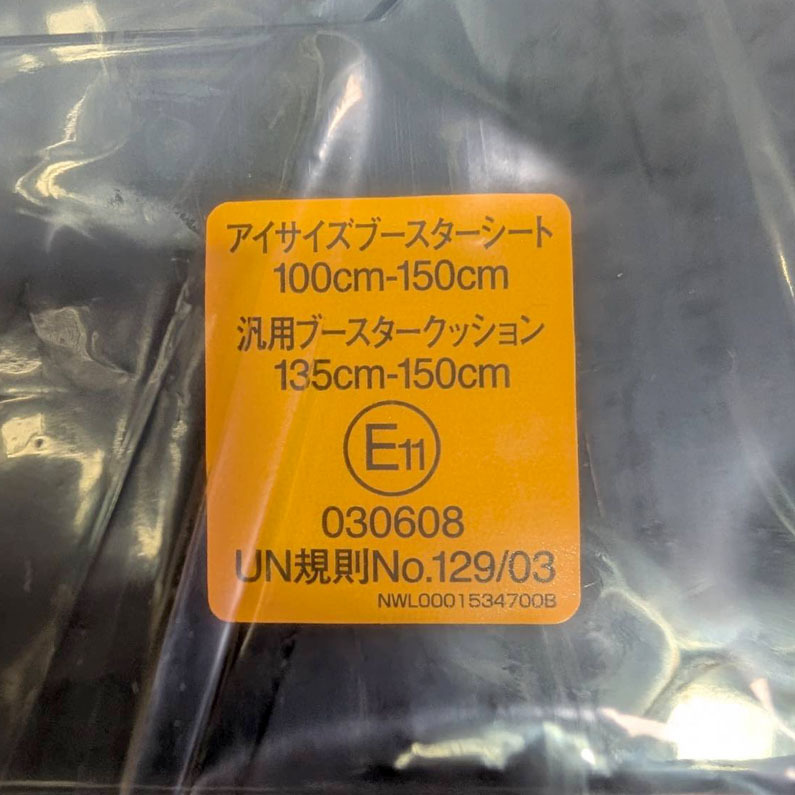 アイサイズブースターシート
100cm-150cm
汎用ブースタークッション
135cm-150cm
E11
030608
UN規則No.129/03
NWL0001534700B